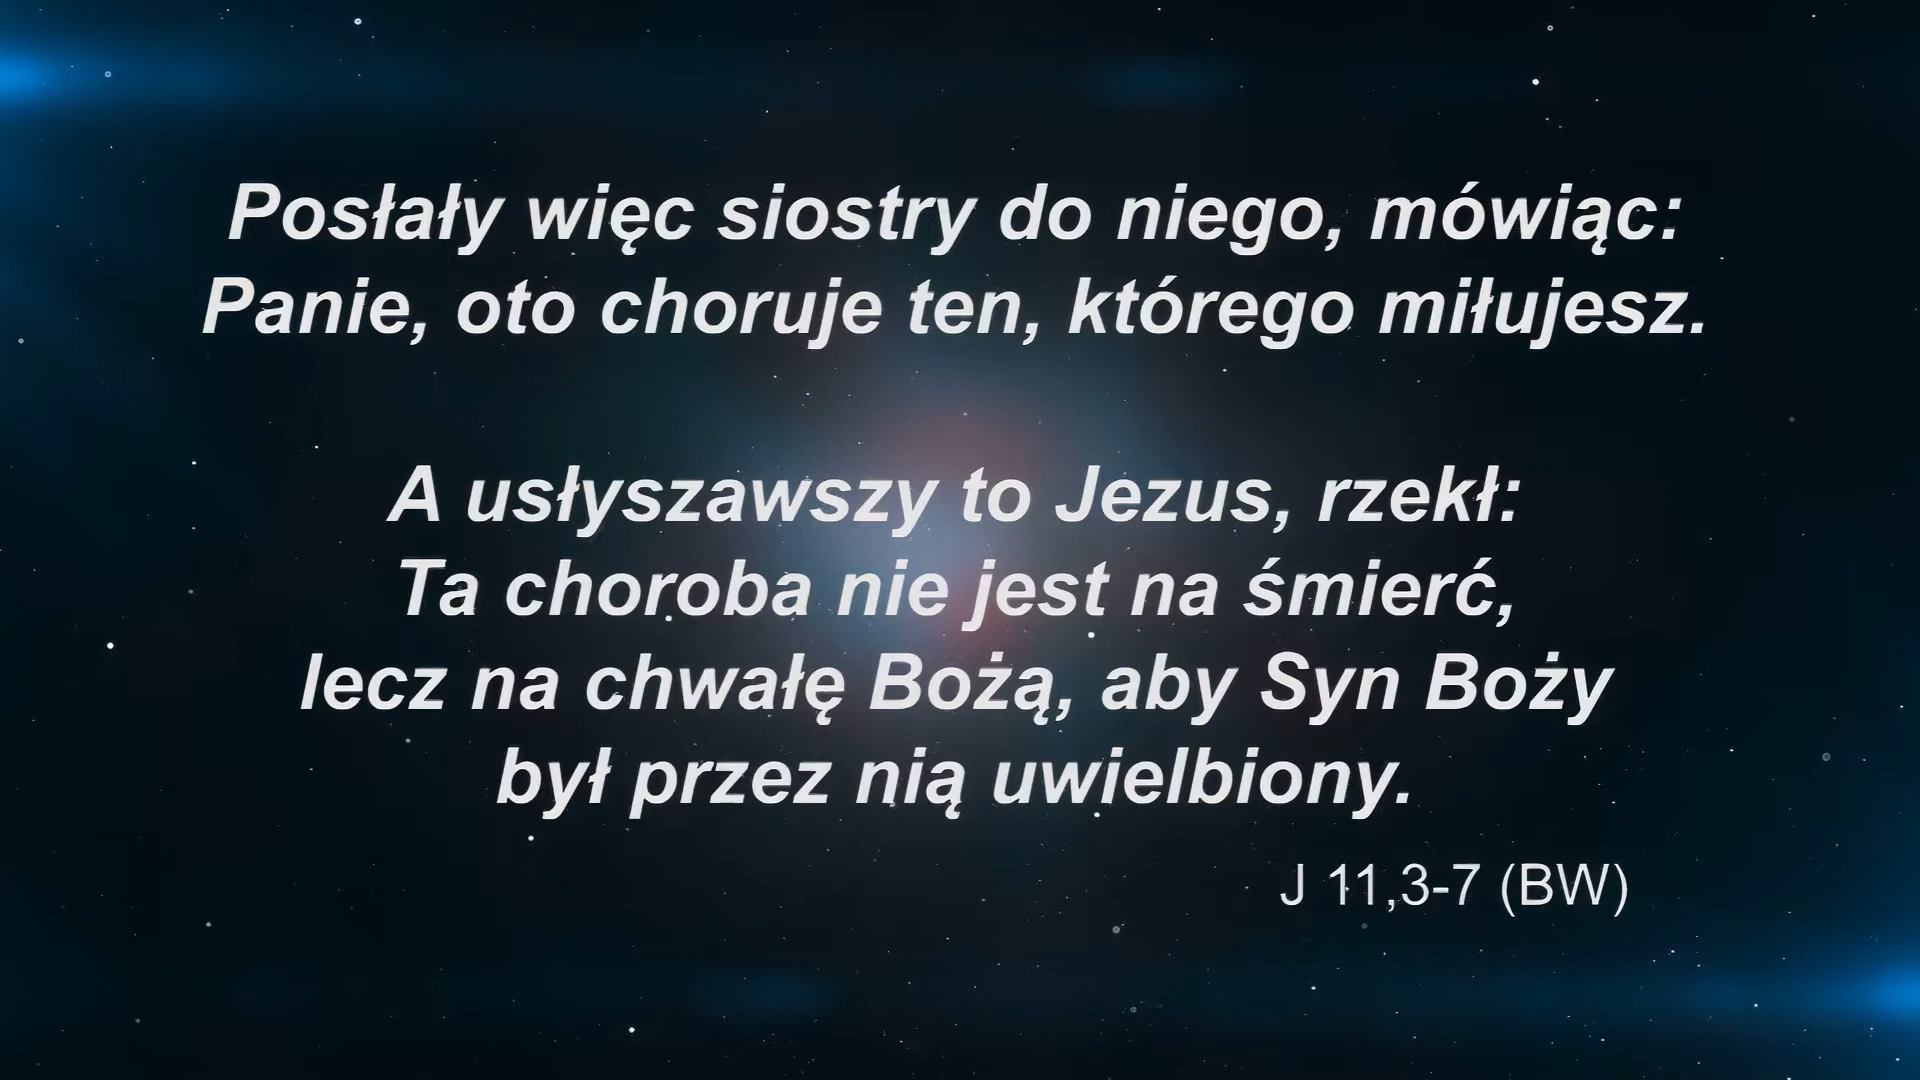 Posłały więc siostry do niego, mówiąc:
Panie, oto choruje ten, którego miłujesz.
A usłyszawszy to Jezus, rzekł:
Ta choroba nie jest na śmierć,
lecz na chwałę Bożą, aby Syn Boży
był przez nią uwielbiony.
J 11,3-7 (BW)